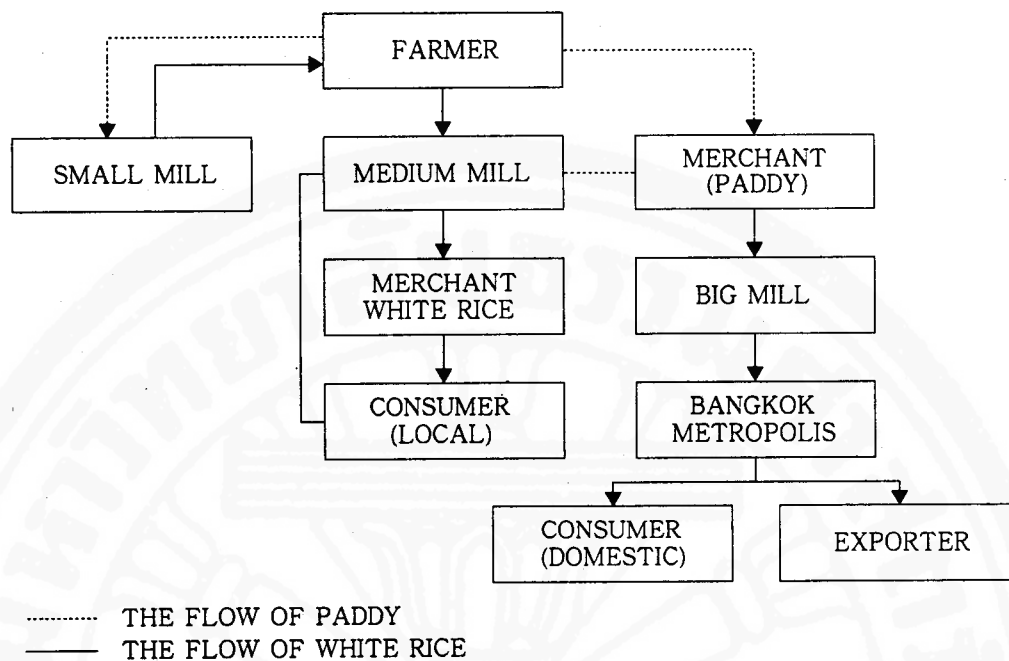 FARMER
SMALL MILL
MEDIUM MILL
MERCHANT
(PADDY)
MERCHANT
WHITE RICE
BIG MILL
CONSUMER
(LOCAL)
BANGKOK
METROPOLIS
CONSUMER
(DOMESTIC)
EXPORTER
THE FLOW OF PADDY
THE FLOW OF WHITE RICE